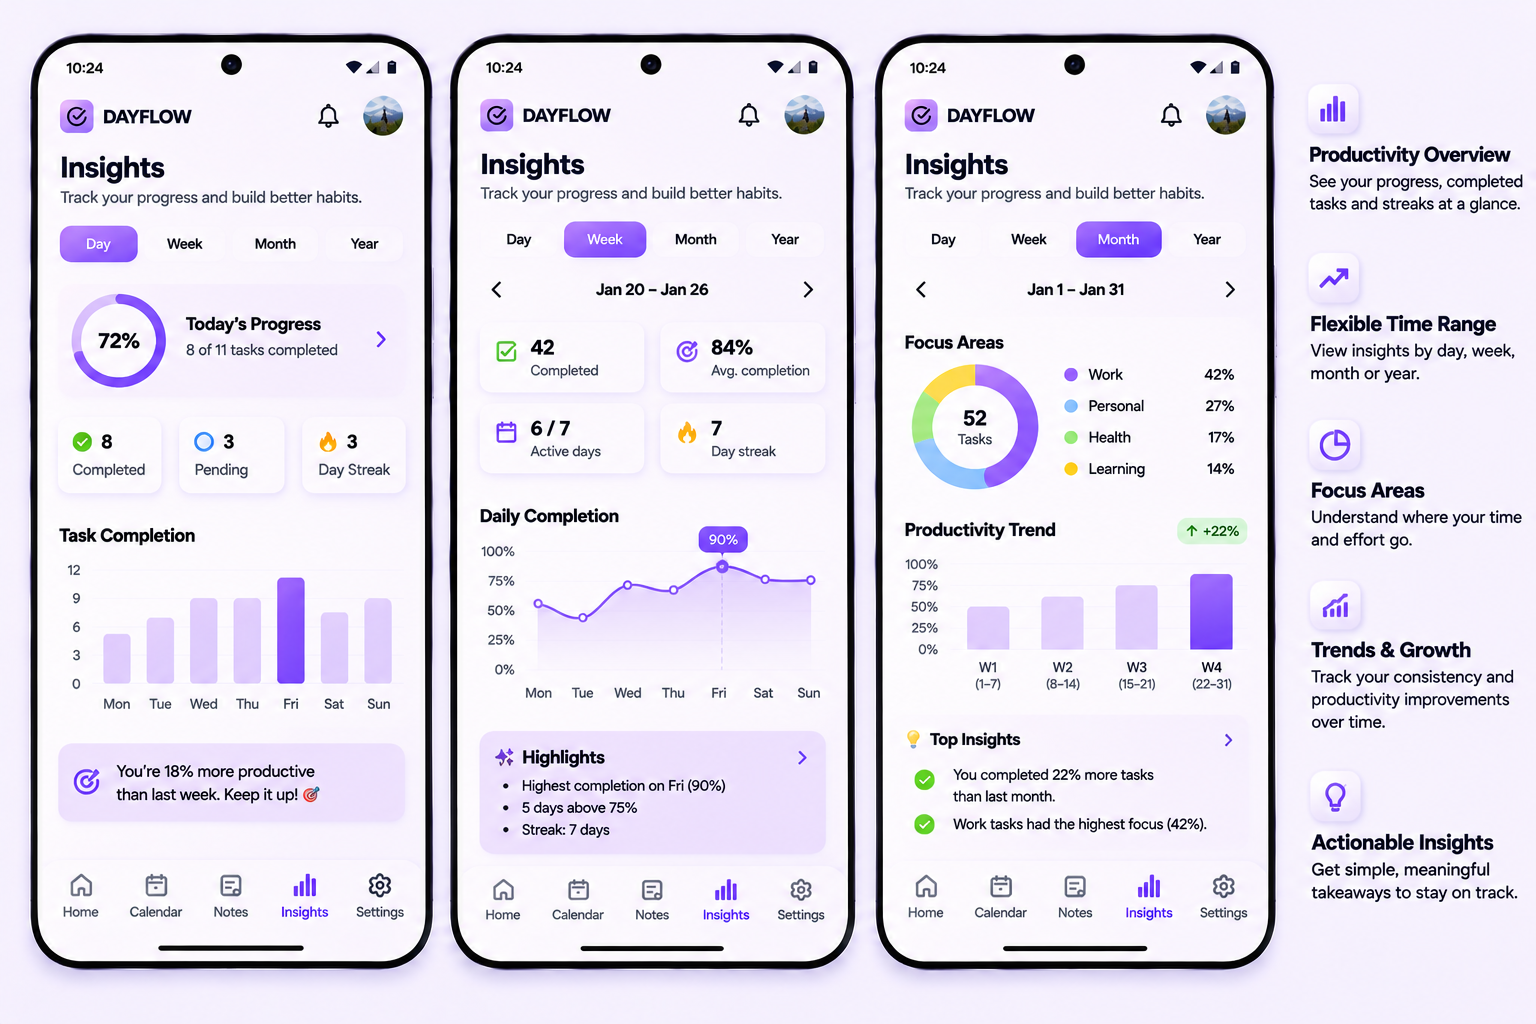 10:24
DAYFLOW
Insights
Track your progress and build better habits.
Day Week Month Year
72%
Today's Progress
8 of 11 tasks completed
8 Completed
3 Pending
3 Day Streak
Task Completion
12
9
6
3
0
Mon Tue Wed Thu Fri Sat Sun
You're 18% more productive
than last week. Keep it up!
Home Calendar Notes Insights Settings
10:24
DAYFLOW
Insights
Track your progress and build better habits.
Day Week Month Year
Jan 20 – Jan 26
42
Completed
84%
Avg. completion
6 / 7
Active days
7
Day streak
Daily Completion
90%
100%
75%
50%
25%
0%
Mon Tue Wed Thu Fri Sat Sun
Highlights
• Highest completion on Fri (90%)
• 5 days above 75%
• Streak: 7 days
Home Calendar Notes Insights Settings
10:24
DAYFLOW
Insights
Track your progress and build better habits.
Day Week Month Year
Jan 1 – Jan 31
Focus Areas
52
Tasks
Work 42%
Personal 27%
Health 17%
Learning 14%
Productivity Trend
↑ +22%
100%
75%
50%
25%
0%
W1 W2 W3 W4
(1–7) (8–14) (15–21) (22–31)
Top Insights
You completed 22% more tasks
than last month.
Work tasks had the highest focus (42%).
Home Calendar Notes Insights Settings
Productivity Overview
See your progress, completed
tasks and streaks at a glance.
Flexible Time Range
View insights by day, week,
month or year.
Focus Areas
Understand where your time
and effort go.
Trends & Growth
Track your consistency and
productivity improvements
over time.
Actionable Insights
Get simple, meaningful
takeaways to stay on track.